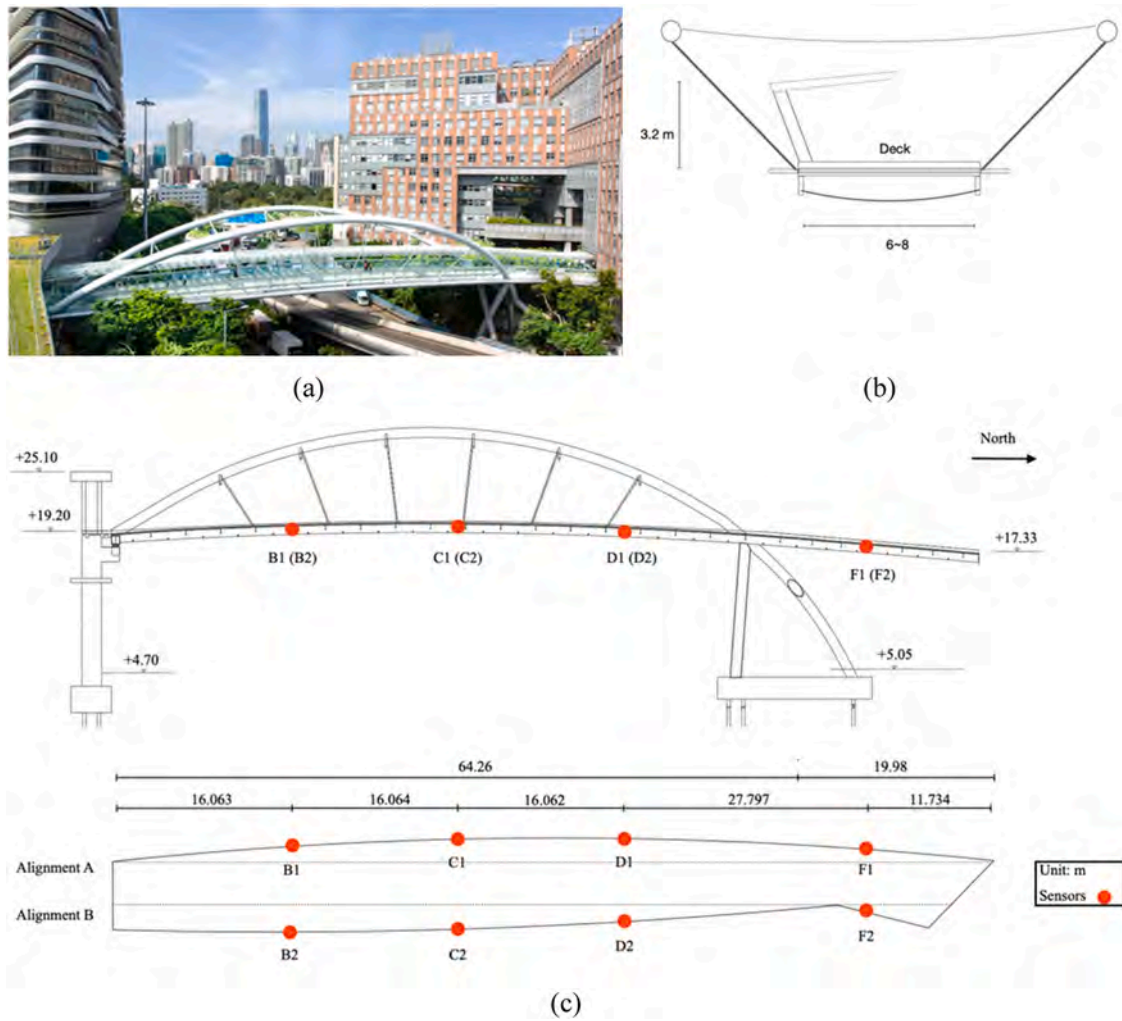 3.2 m
Deck
6~8
(a)
(b)
North
+25.10
+19.20
B1 (B2)
C1 (C2)
D1 (D2)
F1 (F2)
+17.33
+4.70
+5.05
64.26
19.98
16.063
16.064
16.062
27.797
11.734
Alignment A
B1
C1
D1
F1
Unit: m
Sensors
Alignment B
B2
C2
D2
F2
(c)